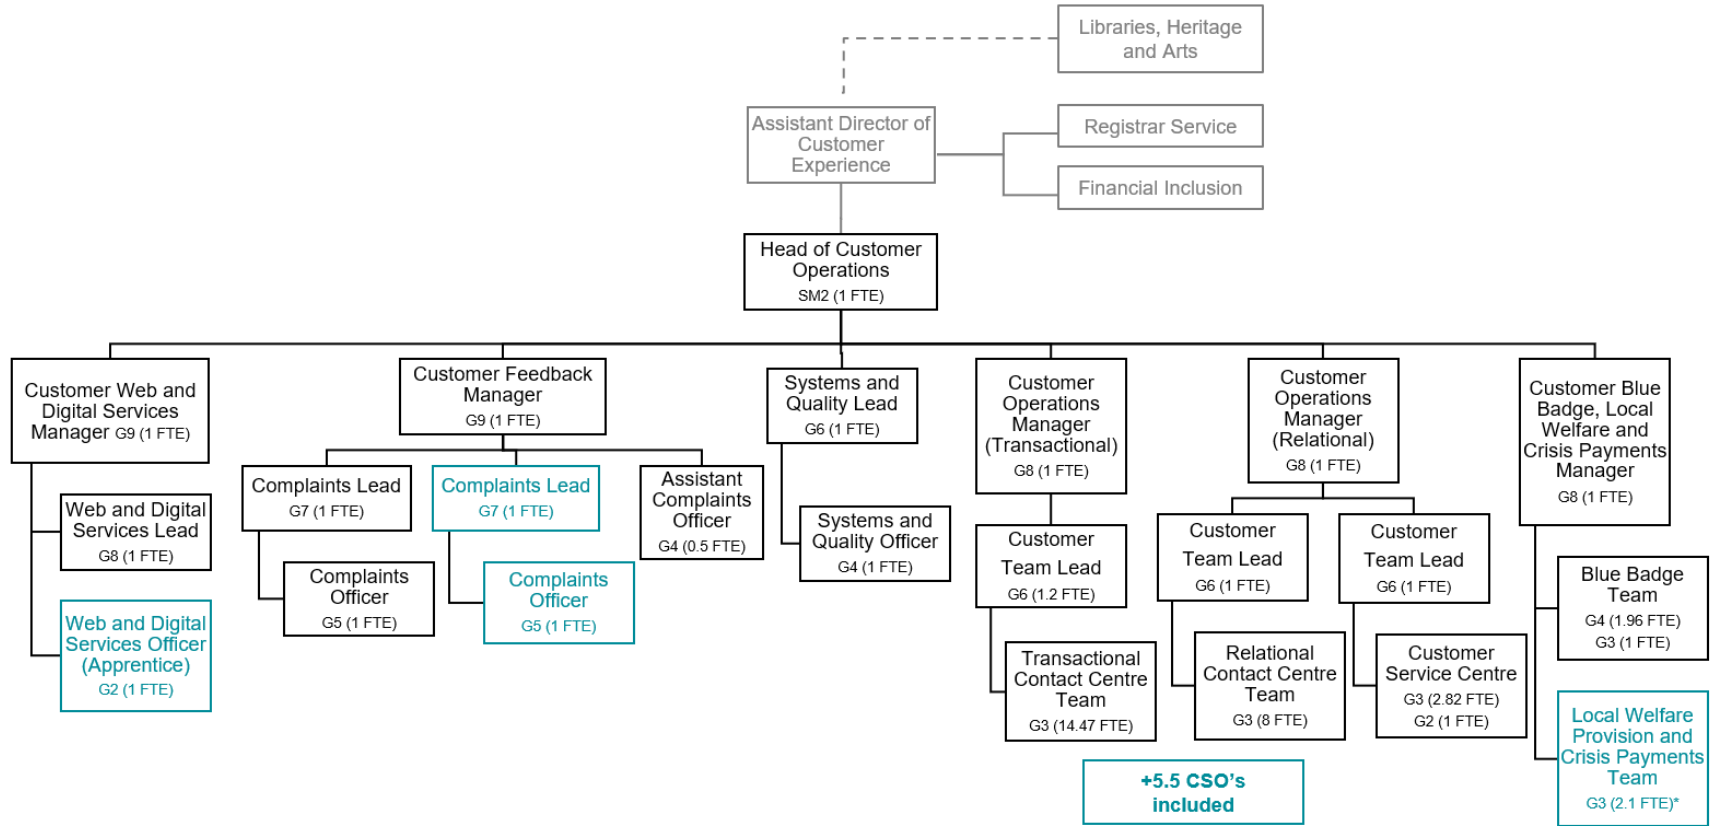 Libraries, Heritage
and Arts
Assistant Director of
Customer
Experience
Registrar Service
Financial Inclusion
Head of Customer
Operations
SM2 (1 FTE)
Customer Web and
Digital Services
Manager G9 (1 FTE)
Web and Digital
Services Lead
G8 (1 FTE)
Web and Digital
Services Officer
(Apprentice)
G2 (1 FTE)
Customer Feedback
Manager
G9 (1 FTE)
Complaints Lead
G7 (1 FTE)
Complaints
Officer
G5 (1 FTE)
Complaints Lead
G7 (1 FTE)
Complaints
Officer
G5 (1 FTE)
Assistant
Complaints
Officer
G4 (0.5 FTE)
Systems and
Quality Lead
G6 (1 FTE)
Systems and
Quality Officer
G4 (1 FTE)
Customer
Operations
Manager
(Transactional)
G8 (1 FTE)
Customer
Team Lead
G6 (1.2 FTE)
Transactional
Contact Centre
Team
G3 (14.47 FTE)
Customer
Operations
Manager
(Relational)
G8 (1 FTE)
Customer
Team Lead
G6 (1 FTE)
Relational
Contact Centre
Team
G3 (8 FTE)
Customer
Team Lead
G6 (1 FTE)
Customer
Service Centre
G3 (2.82 FTE)
G2 (1 FTE)
+5.5 CSO's
included
Customer Blue
Badge, Local
Welfare and
Crisis Payments
Manager
G8 (1 FTE)
Blue Badge
Team
G4 (1.96 FTE)
G3 (1 FTE)
Local Welfare
Provision and
Crisis Payments
Team
G3 (2.1 FTE)*